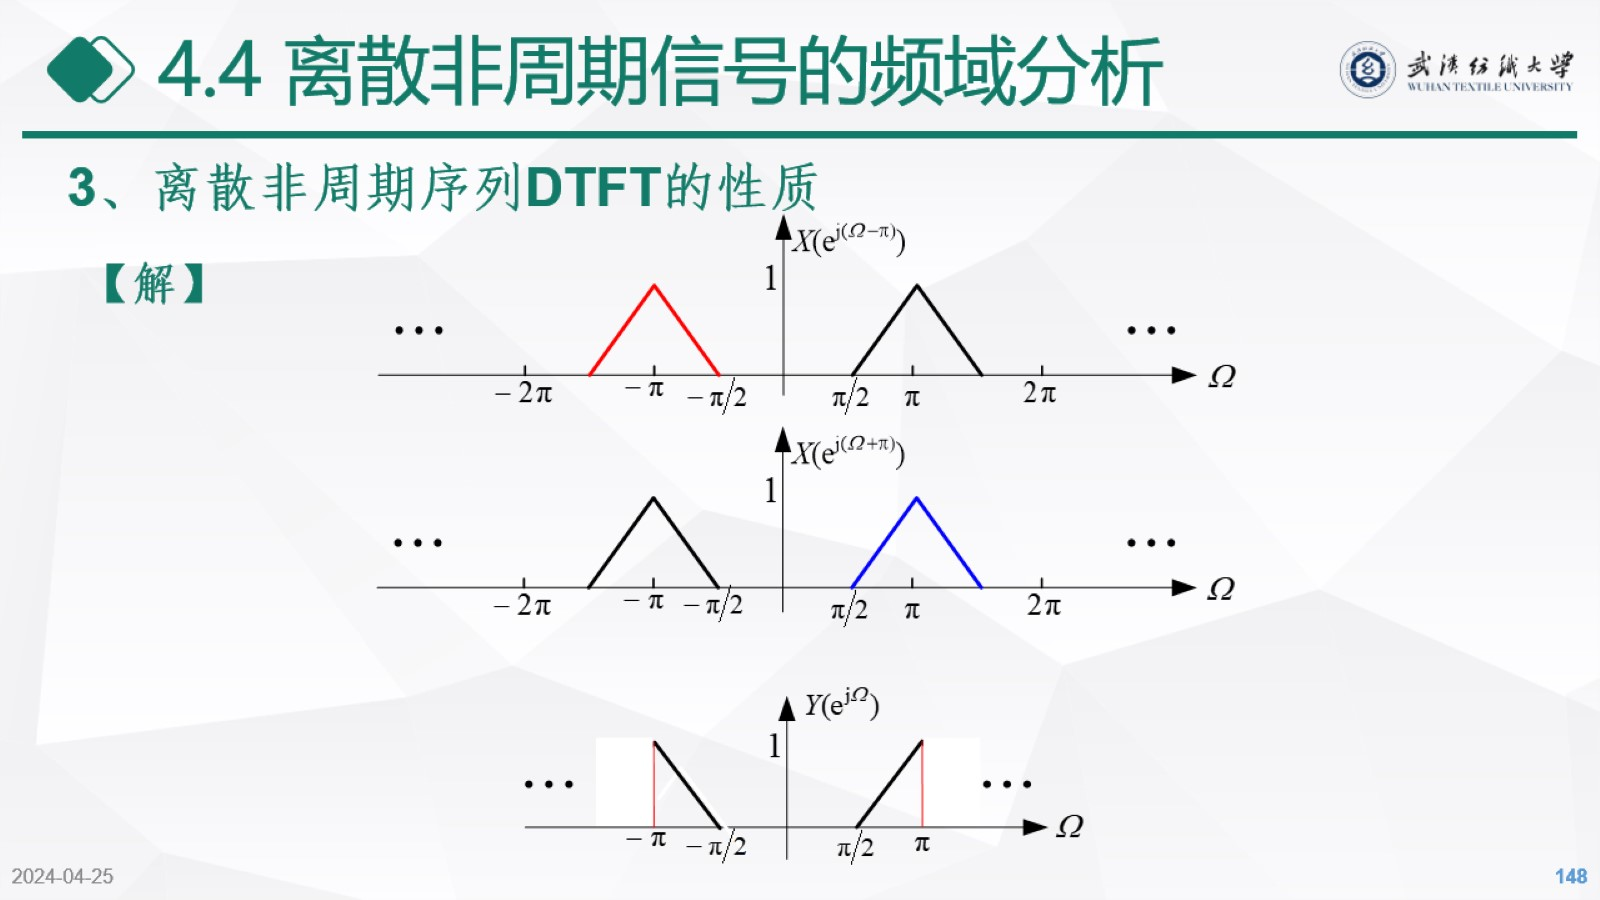 4.4 离散非周期信号的频域分析
武汉纺织大学
WUHAN TEXTILE UNIVERSITY
3、离散非周期序列DTFT的性质
【解】
X(e^{j(Ω−π)})
1
••• •••
−2π −π −π/2 π/2 π 2π Ω
X(e^{j(Ω+π)})
1
••• •••
−2π −π −π/2 π/2 π 2π Ω
Y(e^{jΩ})
1
••• •••
−π −π/2 π/2 π Ω
2024-04-25
148